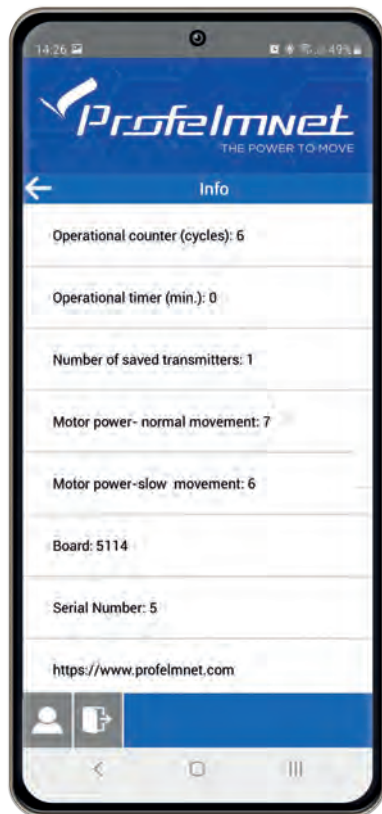 14:26
49%
Profelmnet
THE POWER TO MOVE
Info
Operational counter (cycles): 6
Operational timer (min.): 0
Number of saved transmitters: 1
Motor power- normal movement: 7
Motor power-slow movement: 6
Board: 5114
Serial Number: 5
https://www.profelmnet.com